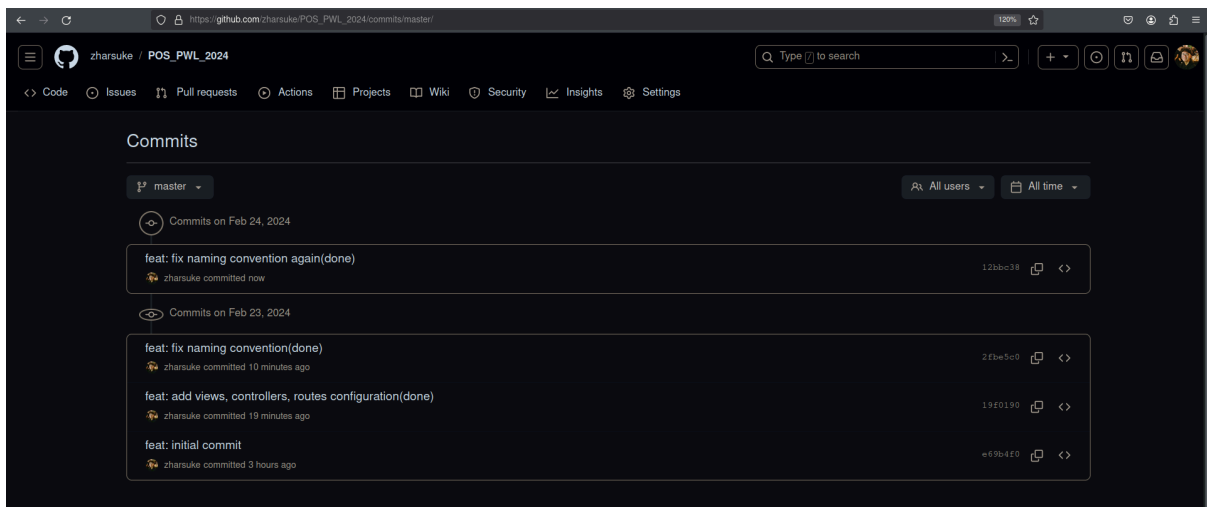 https://github.com/zharsuke/POS_PWL_2024/commits/master/
120%
zharsuke / POS_PWL_2024
Type / to search
Code Issues Pull requests Actions Projects Wiki Security Insights Settings
Commits
master
All users All time
Commits on Feb 24, 2024
feat: fix naming convention again(done)
zharsuke committed now
12bbc38
Commits on Feb 23, 2024
feat: fix naming convention(done)
zharsuke committed 10 minutes ago
2fbe5c0
feat: add views, controllers, routes configuration(done)
zharsuke committed 19 minutes ago
19f0190
feat: initial commit
zharsuke committed 3 hours ago
e69b4f0